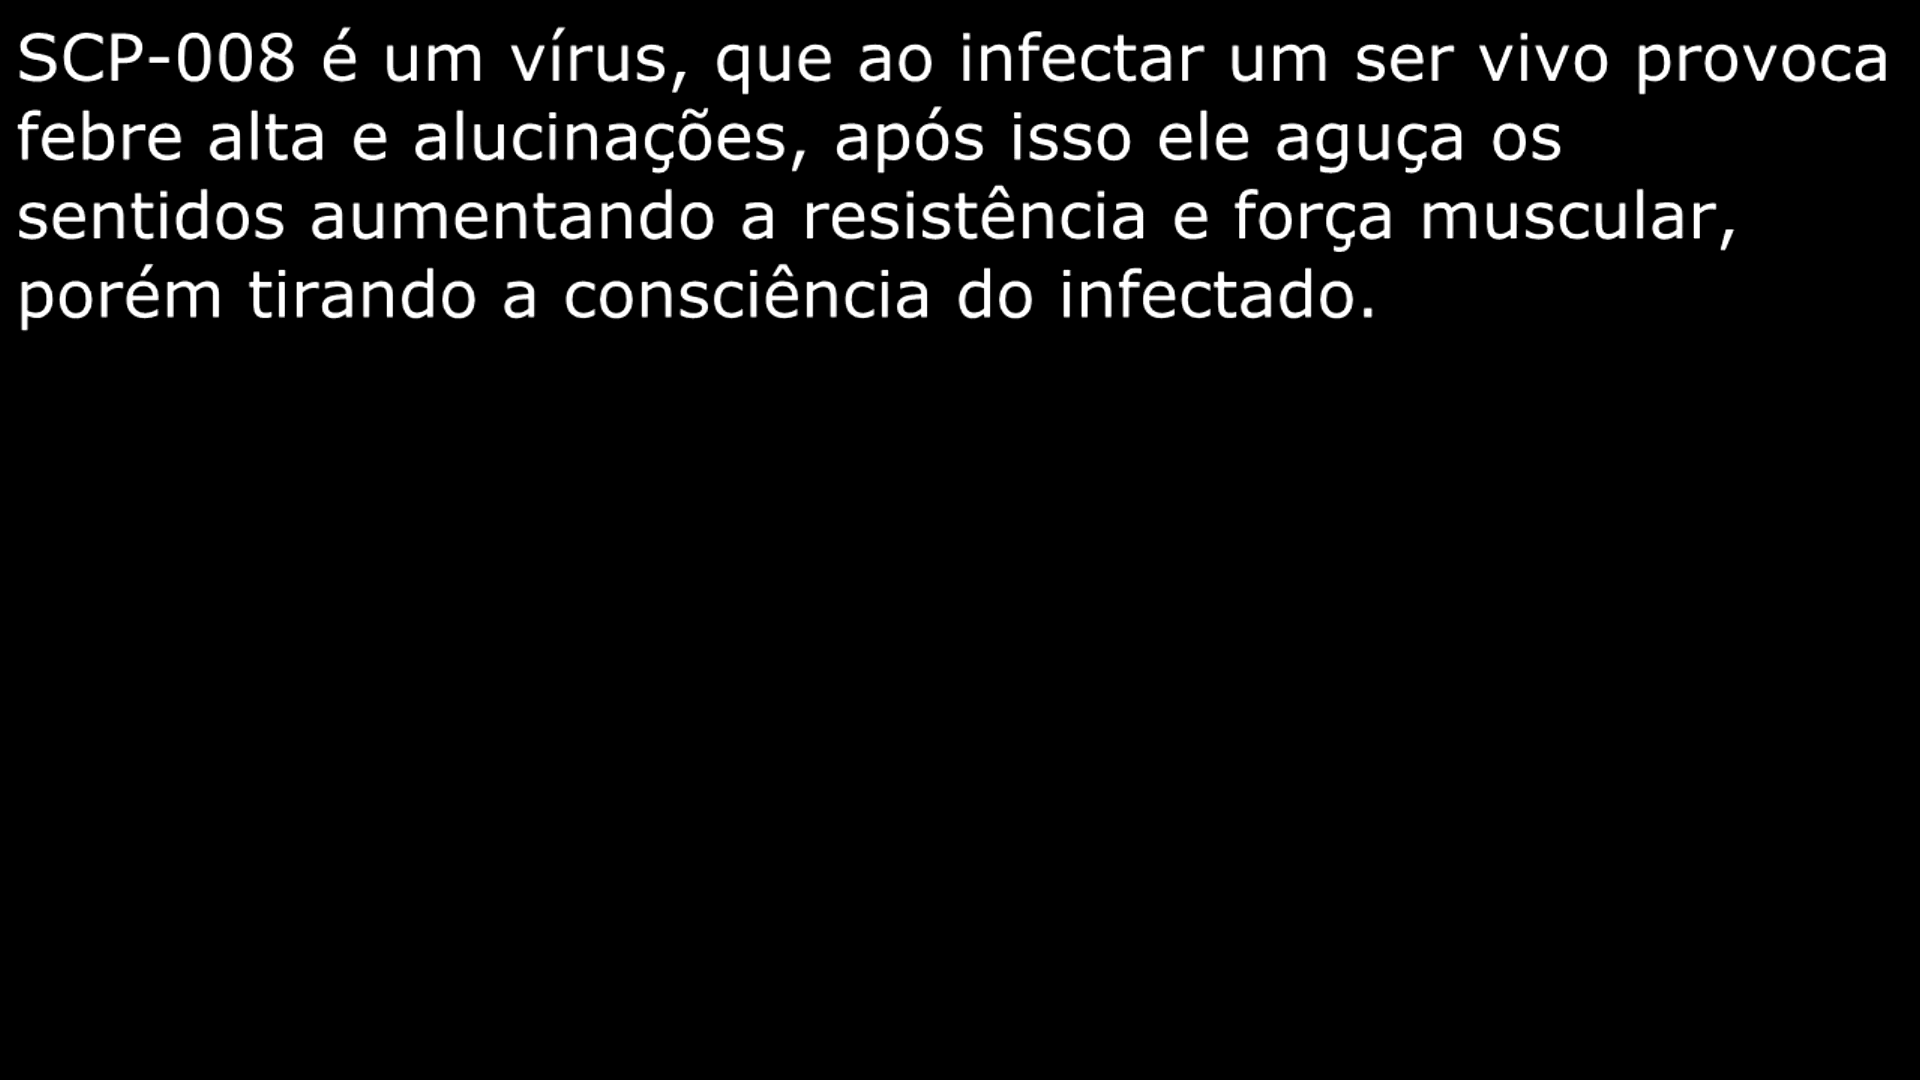 SCP-008 é um vírus, que ao infectar um ser vivo provoca
febre alta e alucinações, após isso ele aguça os
sentidos aumentando a resistência e força muscular,
porém tirando a consciência do infectado.